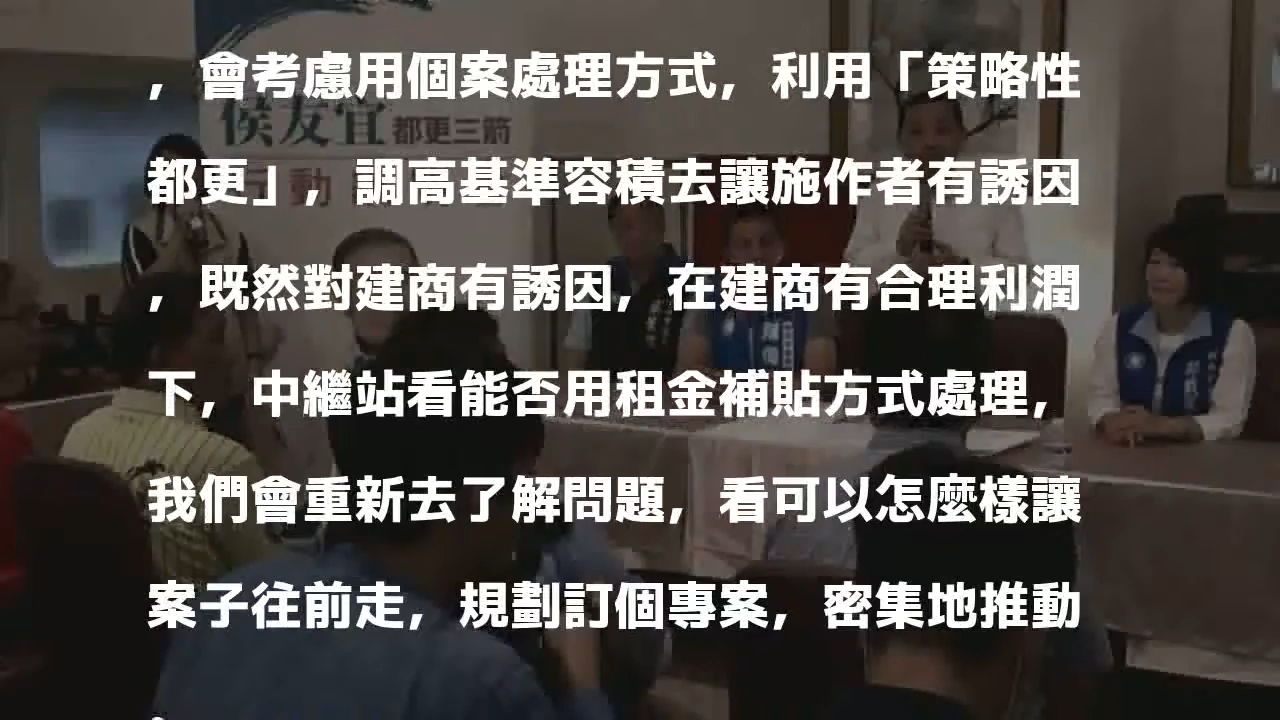 ，會考慮用個案處理方式，利用「策略性
侯友宜 都更三箭
都更」，調高基準容積去讓施作者有誘因
動
，既然對建商有誘因，在建商有合理利潤
下，中繼站看能否用租金補貼方式處理，
我們會重新去了解問題，看可以怎麼樣讓
案子往前走，規劃訂個專案，密集地推動
。